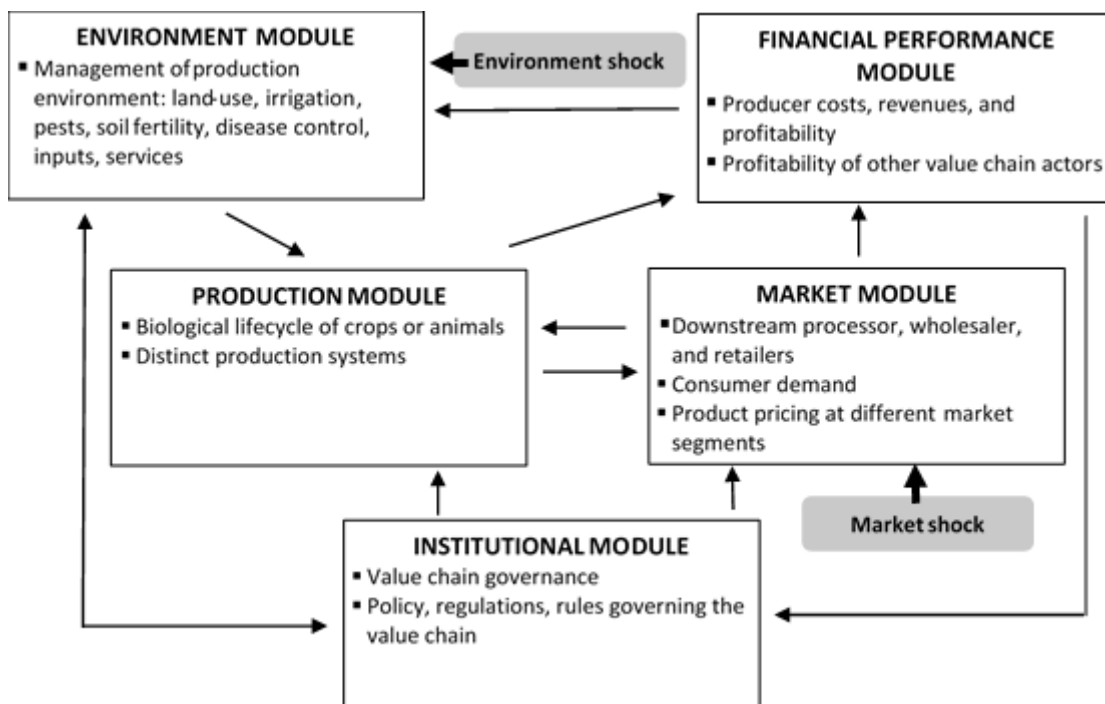 ENVIRONMENT MODULE
▪ Management of production
environment: land-use, irrigation,
pests, soil fertility, disease control,
inputs, services
Environment shock
FINANCIAL PERFORMANCE
MODULE
▪ Producer costs, revenues, and
profitability
▪ Profitability of other value chain actors
PRODUCTION MODULE
▪ Biological lifecycle of crops or animals
▪ Distinct production systems
MARKET MODULE
▪ Downstream processor, wholesaler,
and retailers
▪ Consumer demand
▪ Product pricing at different market
segments
Market shock
INSTITUTIONAL MODULE
▪ Value chain governance
▪ Policy, regulations, rules governing the
value chain